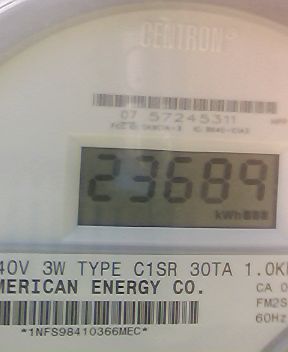 CENTRON®
07 57245311
23689
kWh
40V 3W TYPE C1SR 30TA 1.0K
MERICAN ENERGY CO.
CA 0
FM2S
60Hz
*1NFS98410366MEC*